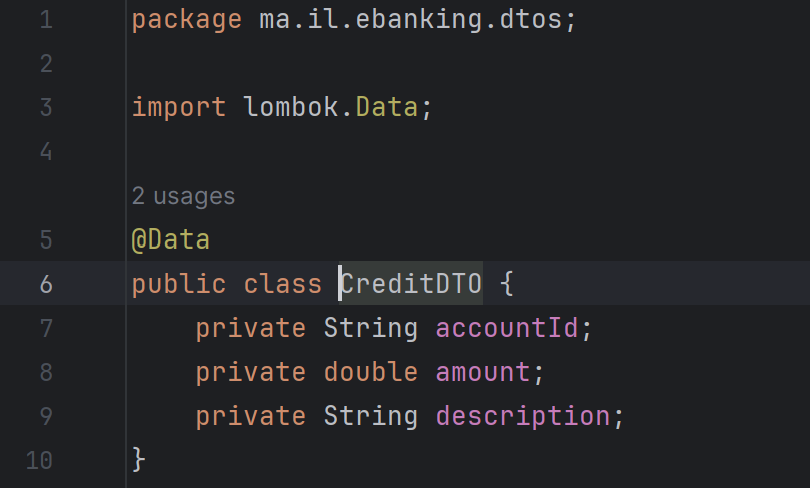 1 package ma.il.ebanking.dtos;
2
3 import lombok.Data;
4
2 usages
5 @Data
6 public class CreditDTO {
7 private String accountId;
8 private double amount;
9 private String description;
10 }